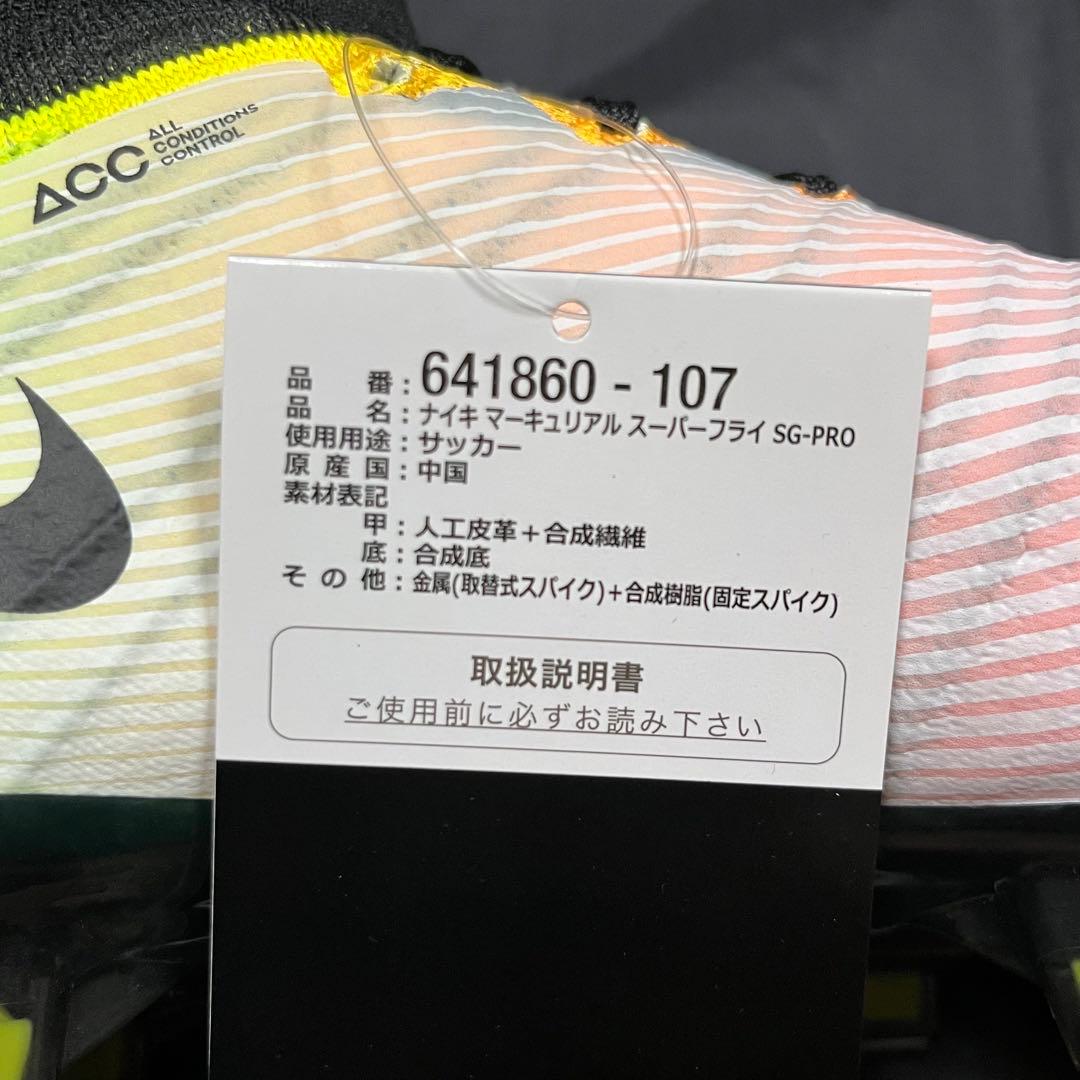 ACC ALL
CONDITIONS
CONTROL
品番：641860 - 107
品名：ナイキ マーキュリアル スーパーフライ SG-PRO
使用用途：サッカー
原産国：中国
素材表記
甲：人工皮革＋合成繊維
底：合成底
その他：金属(取替式スパイク)＋合成樹脂(固定スパイク)
取扱説明書
ご使用前に必ずお読み下さい